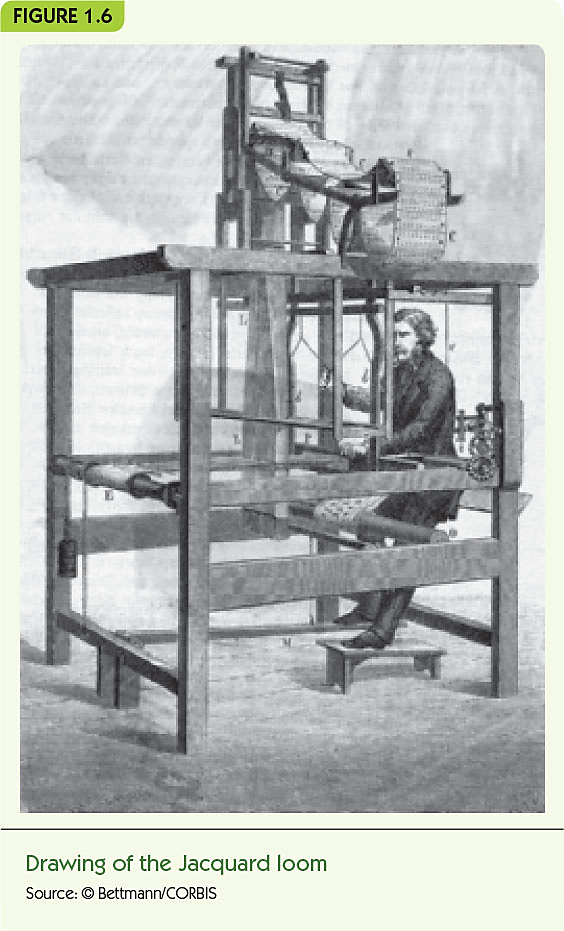 FIGURE 1.6
L
E
M
Drawing of the Jacquard loom
Source: © Bettmann/CORBIS